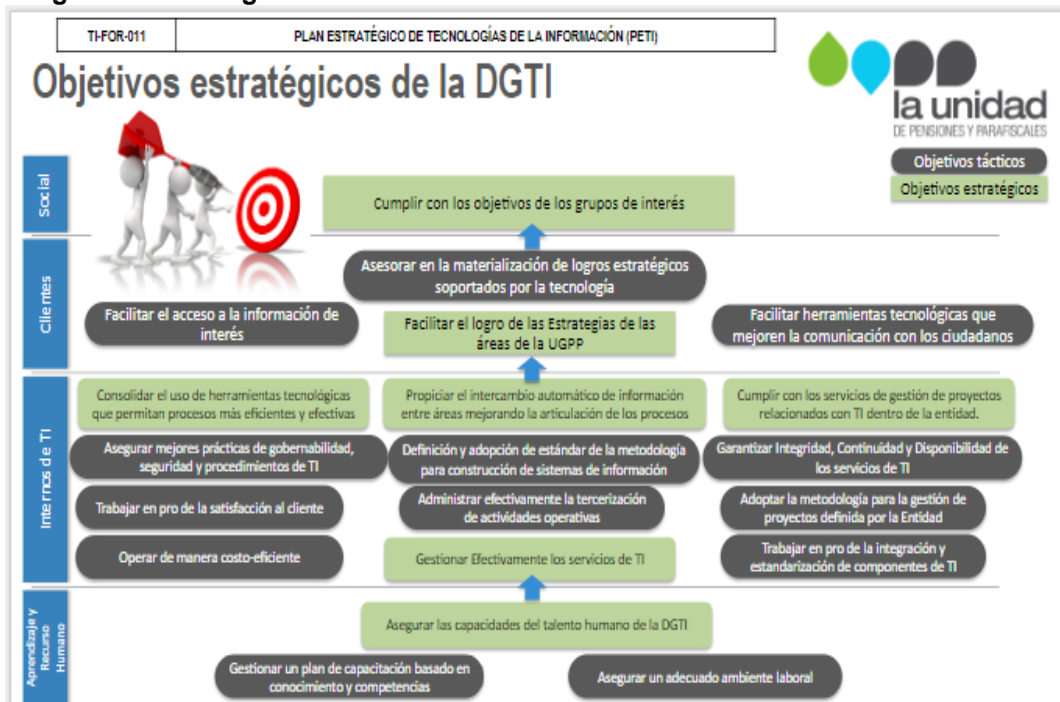 TI-FOR-011
PLAN ESTRATÉGICO DE TECNOLOGÍAS DE LA INFORMACIÓN (PETI)
Objetivos estratégicos de la DGTI
la unidad
DE PENSIONES Y PARAFISCALES
Objetivos tácticos
Objetivos estratégicos
Social
Cumplir con los objetivos de los grupos de interés
Clientes
Asesorar en la materialización de logros estratégicos
soportados por la tecnología
Facilitar el acceso a la información de
interés
Facilitar el logro de las Estrategias de las
áreas de la UGPP
Facilitar herramientas tecnológicas que
mejoren la comunicación con los ciudadanos
Internos de TI
Consolidar el uso de herramientas tecnológicas
que permitan procesos más eficientes y efectivas
Propiciar el intercambio automático de información
entre áreas mejorando la articulación de los procesos
Cumplir con los servicios de gestión de proyectos
relacionados con TI dentro de la entidad.
Asegurar mejores prácticas de gobernabilidad,
seguridad y procedimientos de TI
Definición y adopción de estándar de la metodología
para construcción de sistemas de información
Garantizar Integridad, Continuidad y Disponibilidad de
los servicios de TI
Trabajar en pro de la satisfacción al cliente
Administrar efectivamente la tercerización
de actividades operativas
Adoptar la metodología para la gestión de
proyectos definida por la Entidad
Operar de manera costo-eficiente
Gestionar Efectivamente los servicios de TI
Trabajar en pro de la integración y
estandarización de componentes de TI
Aprendizaje y
Recurso
Humano
Asegurar las capacidades del talento humano de la DGTI
Gestionar un plan de capacitación basado en
conocimiento y competencias
Asegurar un adecuado ambiente laboral